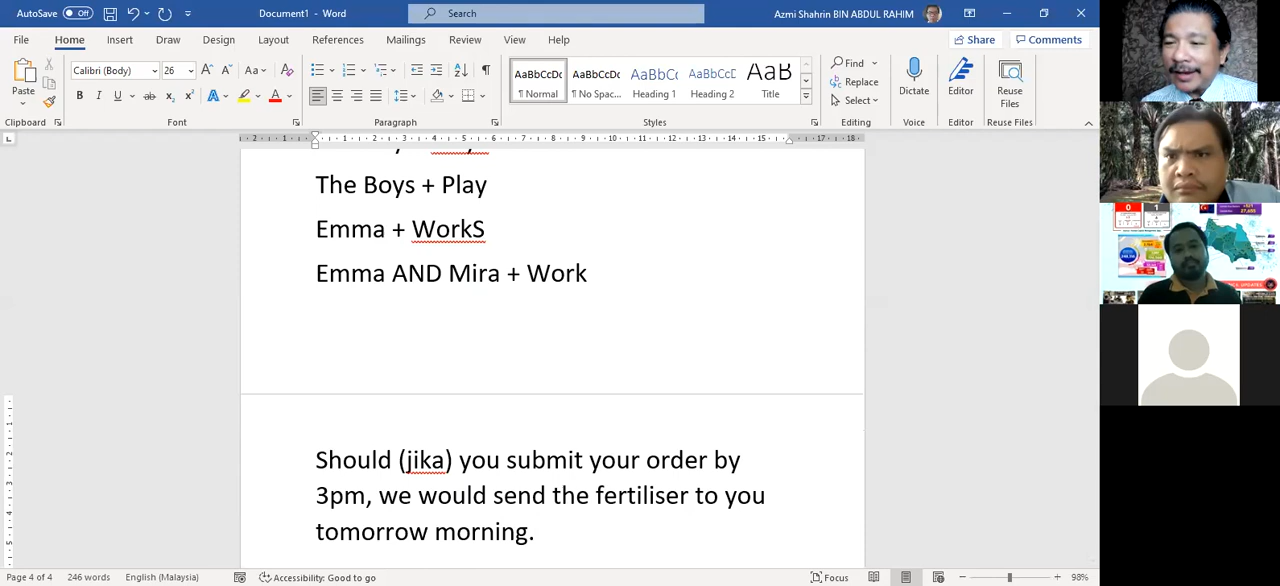 AutoSave Off Document1 - Word Search Azmi Shahrin BIN ABDUL RAHIM
File Home Insert Draw Design Layout References Mailings Review View Help Share Comments
Paste Calibri (Body) 26 Find Replace Select Dictate Editor Reuse Files
AaBbCcDc AaBbCcDc AaBbCc AaBbCcD AaB
¶ Normal ¶ No Spac... Heading 1 Heading 2 Title
Clipboard Font Paragraph Styles Editing Voice Editor Reuse Files
The Boys + Play
Emma + WorkS
Emma AND Mira + Work
Should (jika) you submit your order by
3pm, we would send the fertiliser to you
tomorrow morning.
Page 4 of 4 246 words English (Malaysia) Accessibility: Good to go Focus 98%